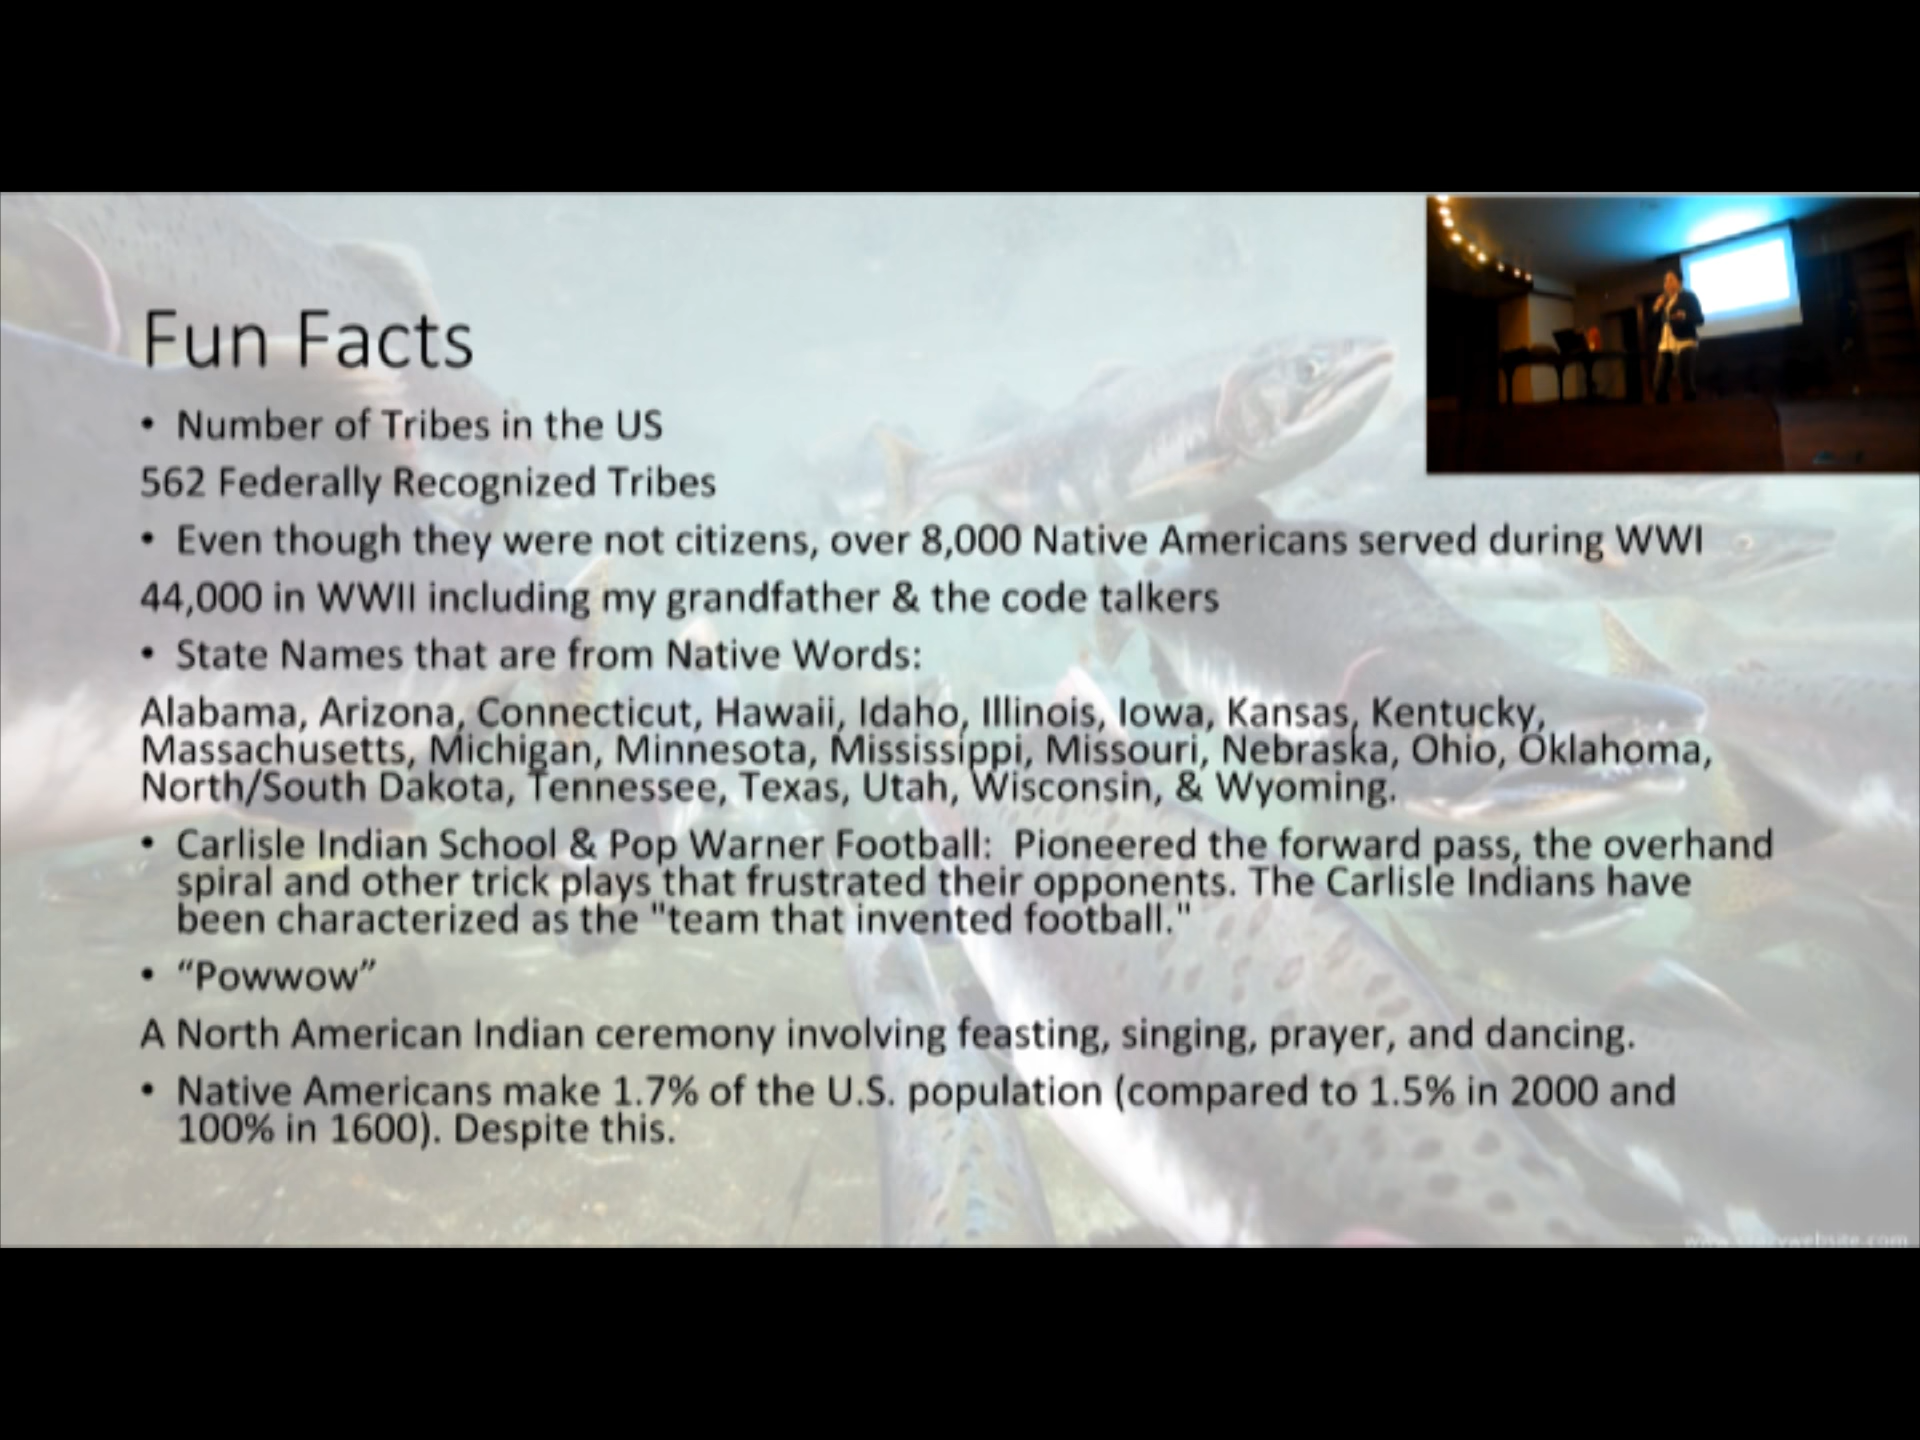 Fun Facts
• Number of Tribes in the US
562 Federally Recognized Tribes
• Even though they were not citizens, over 8,000 Native Americans served during WWI
44,000 in WWII including my grandfather & the code talkers
• State Names that are from Native Words:
Alabama, Arizona, Connecticut, Hawaii, Idaho, Illinois, Iowa, Kansas, Kentucky,
Massachusetts, Michigan, Minnesota, Mississippi, Missouri, Nebraska, Ohio, Oklahoma,
North/South Dakota, Tennessee, Texas, Utah, Wisconsin, & Wyoming.
• Carlisle Indian School & Pop Warner Football:  Pioneered the forward pass, the overhand
spiral and other trick plays that frustrated their opponents. The Carlisle Indians have
been characterized as the "team that invented football."
• “Powwow”
A North American Indian ceremony involving feasting, singing, prayer, and dancing.
• Native Americans make 1.7% of the U.S. population (compared to 1.5% in 2000 and
100% in 1600). Despite this.